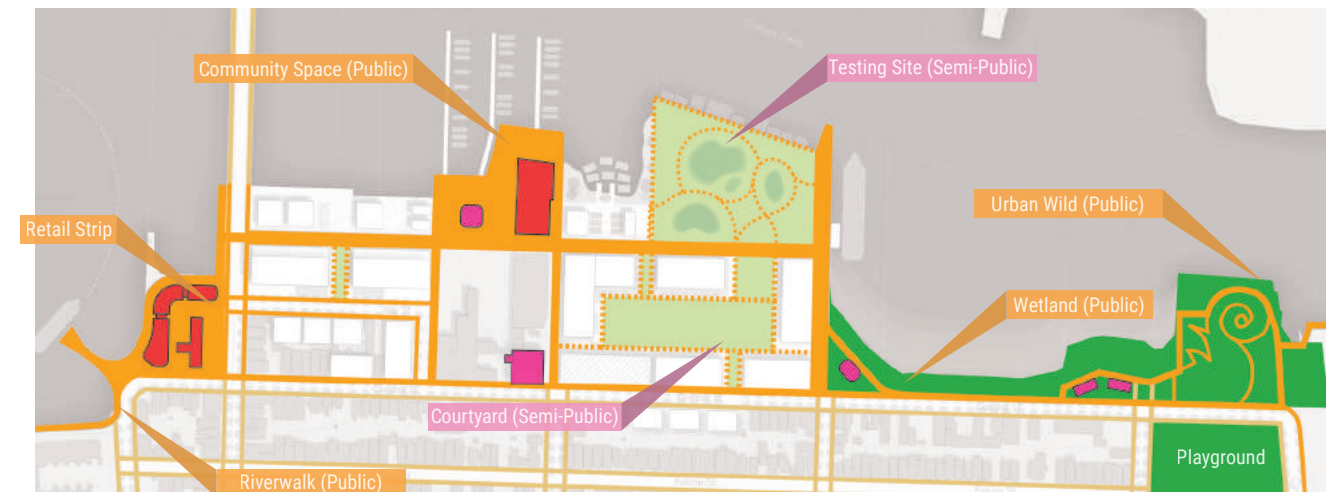 Community Space (Public)
Testing Site (Semi-Public)
Urban Wild (Public)
Retail Strip
Wetland (Public)
Courtyard (Semi-Public)
Playground
Riverwalk (Public)